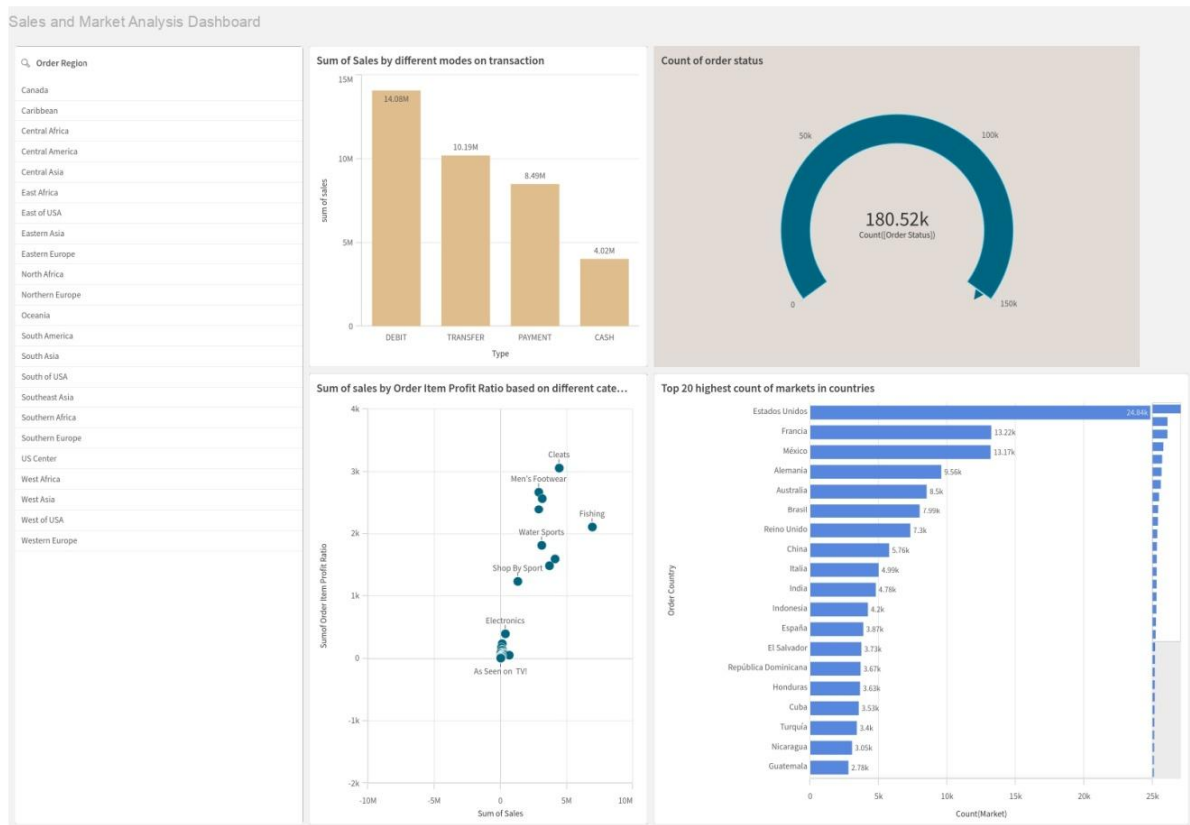 Sales and Market Analysis Dashboard
Order Region
Canada
Caribbean
Central Africa
Central America
Central Asia
East Africa
East of USA
Eastern Asia
Eastern Europe
North Africa
Northern Europe
Oceania
South America
South Asia
South of USA
Southeast Asia
Southern Africa
Southern Europe
US Center
West Africa
West Asia
West of USA
Western Europe
Sum of Sales by different modes on transaction
sum of sales
15M
10M
5M
0
14.08M
10.19M
8.49M
4.02M
DEBIT TRANSFER PAYMENT CASH
Type
Count of order status
50k 100k
180.52k
Count([Order Status])
0 150k
Sum of sales by Order Item Profit Ratio based on different cate...
Sumof Order Item Profit Ratio
4k
3k
2k
1k
0
-1k
-2k
Cleats
Men's Footwear
Fishing
Water Sports
Shop By Sport
Electronics
As Seen on TV!
-10M -5M 0 5M 10M
Sum of Sales
Top 20 highest count of markets in countries
Order Country
Estados Unidos 24.84k
Francia 13.22k
México 13.17k
Alemania 9.56k
Australia 8.5k
Brasil 7.99k
Reino Unido 7.3k
China 5.76k
Italia 4.99k
India 4.78k
Indonesia 4.2k
España 3.87k
El Salvador 3.73k
República Dominicana 3.67k
Honduras 3.63k
Cuba 3.53k
Turquía 3.4k
Nicaragua 3.05k
Guatemala 2.78k
0 5k 10k 15k 20k 25k
Count(Market)